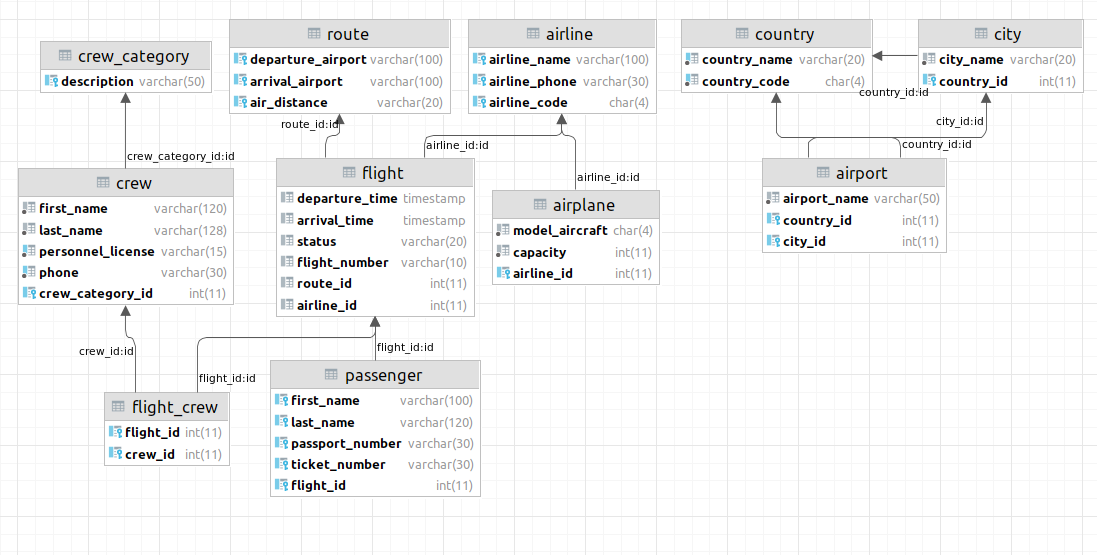 crew_category
description varchar(50)
route
departure_airport varchar(100)
arrival_airport varchar(100)
air_distance varchar(20)
airline
airline_name varchar(100)
airline_phone varchar(30)
airline_code char(4)
country
country_name varchar(20)
country_code char(4)
city
city_name varchar(20)
country_id int(11)
country_id:id
route_id:id
city_id:id
airline_id:id
country_id:id
crew_category_id:id
airline_id:id
crew
first_name varchar(120)
last_name varchar(128)
personnel_license varchar(15)
phone varchar(30)
crew_category_id int(11)
flight
departure_time timestamp
arrival_time timestamp
status varchar(20)
flight_number varchar(10)
route_id int(11)
airline_id int(11)
airplane
model_aircraft char(4)
capacity int(11)
airline_id int(11)
airport
airport_name varchar(50)
country_id int(11)
city_id int(11)
crew_id:id
flight_id:id
flight_id:id
flight_crew
flight_id int(11)
crew_id int(11)
passenger
first_name varchar(100)
last_name varchar(120)
passport_number varchar(30)
ticket_number varchar(30)
flight_id int(11)